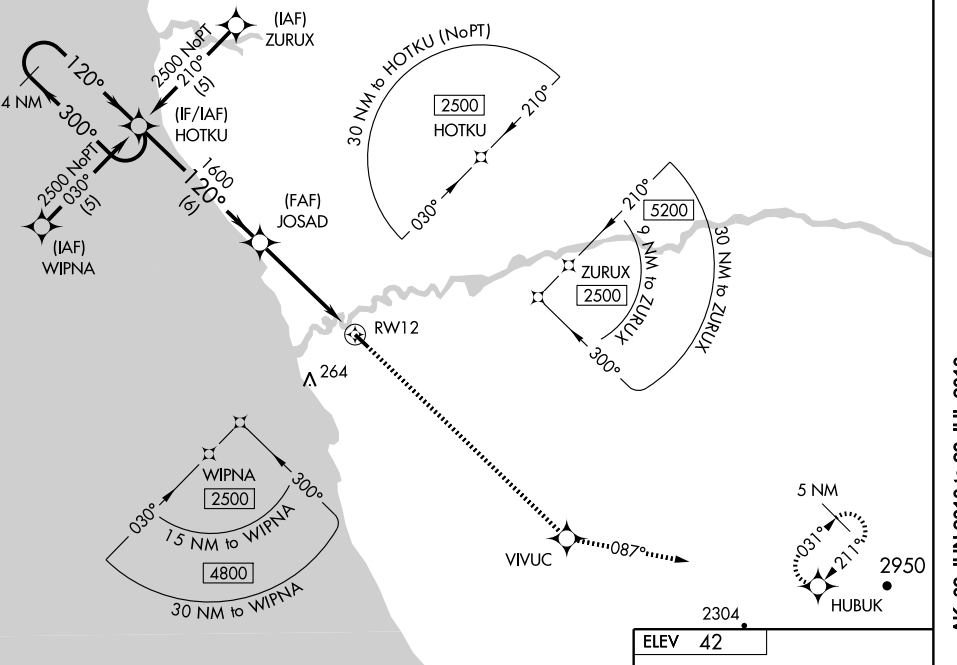 (IAF)
ZURUX
2500 NoPT
210°
(5)
120°
4 NM
300°
(IF/IAF)
HOTKU
2500 NoPT
030°
(5)
(IAF)
WIPNA
1600
120°
(6)
(FAF)
JOSAD
30 NM to HOTKU (NoPT)
2500
HOTKU
210°
030°
210°
5200
ZURUX
2500
9 NM to ZURUX
30 NM to ZURUX
300°
RW12
264
WIPNA
2500
030°
300°
15 NM to WIPNA
4800
30 NM to WIPNA
VIVUC
087°
5 NM
031°
211°
HUBUK
2950
2304
ELEV 42